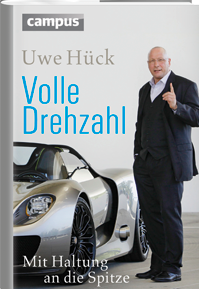 campus
Uwe Hück
Volle
Drehzahl
Mit Haltung
an die Spitze